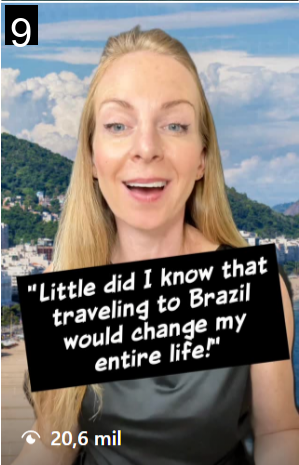 9
"Little did I know that
traveling to Brazil
would change my
entire life!"
20,6 mil